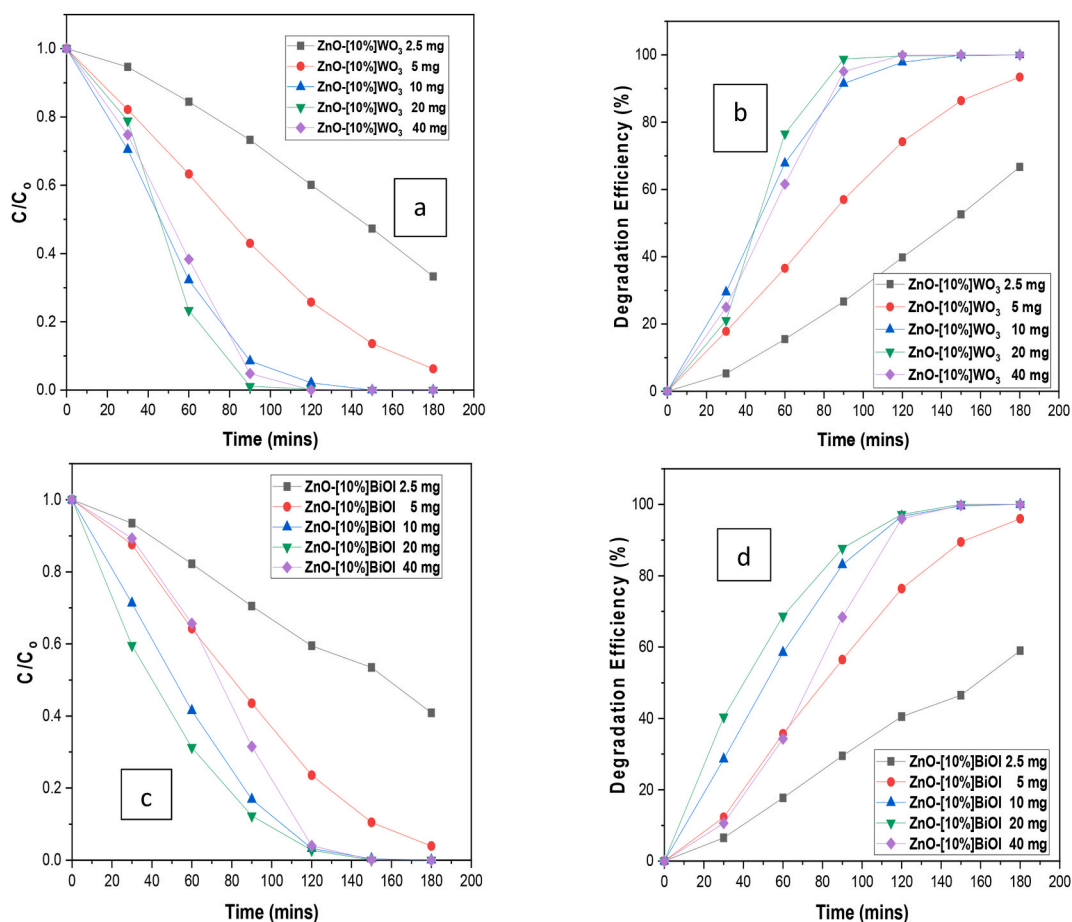 1.0
0.8
0.6
0.4
0.2
0.0
C/Co
ZnO-[10%]WO3 2.5 mg
ZnO-[10%]WO3 5 mg
ZnO-[10%]WO3 10 mg
ZnO-[10%]WO3 20 mg
ZnO-[10%]WO3 40 mg
a
0 20 40 60 80 100 120 140 160 180 200
Time (mins)
100
80
60
40
20
0
Degradation Efficiency (%)
b
ZnO-[10%]WO3 2.5 mg
ZnO-[10%]WO3 5 mg
ZnO-[10%]WO3 10 mg
ZnO-[10%]WO3 20 mg
ZnO-[10%]WO3 40 mg
0 20 40 60 80 100 120 140 160 180 200
Time (mins)
1.0
0.8
0.6
0.4
0.2
0.0
C/Co
ZnO-[10%]BiOI 2.5 mg
ZnO-[10%]BiOI 5 mg
ZnO-[10%]BiOI 10 mg
ZnO-[10%]BiOI 20 mg
ZnO-[10%]BiOI 40 mg
c
0 20 40 60 80 100 120 140 160 180 200
Time (mins)
100
80
60
40
20
0
Degradation Efficiency (%)
d
ZnO-[10%]BiOI 2.5 mg
ZnO-[10%]BiOI 5 mg
ZnO-[10%]BiOI 10 mg
ZnO-[10%]BiOI 20 mg
ZnO-[10%]BiOI 40 mg
0 20 40 60 80 100 120 140 160 180 200
Time (mins)